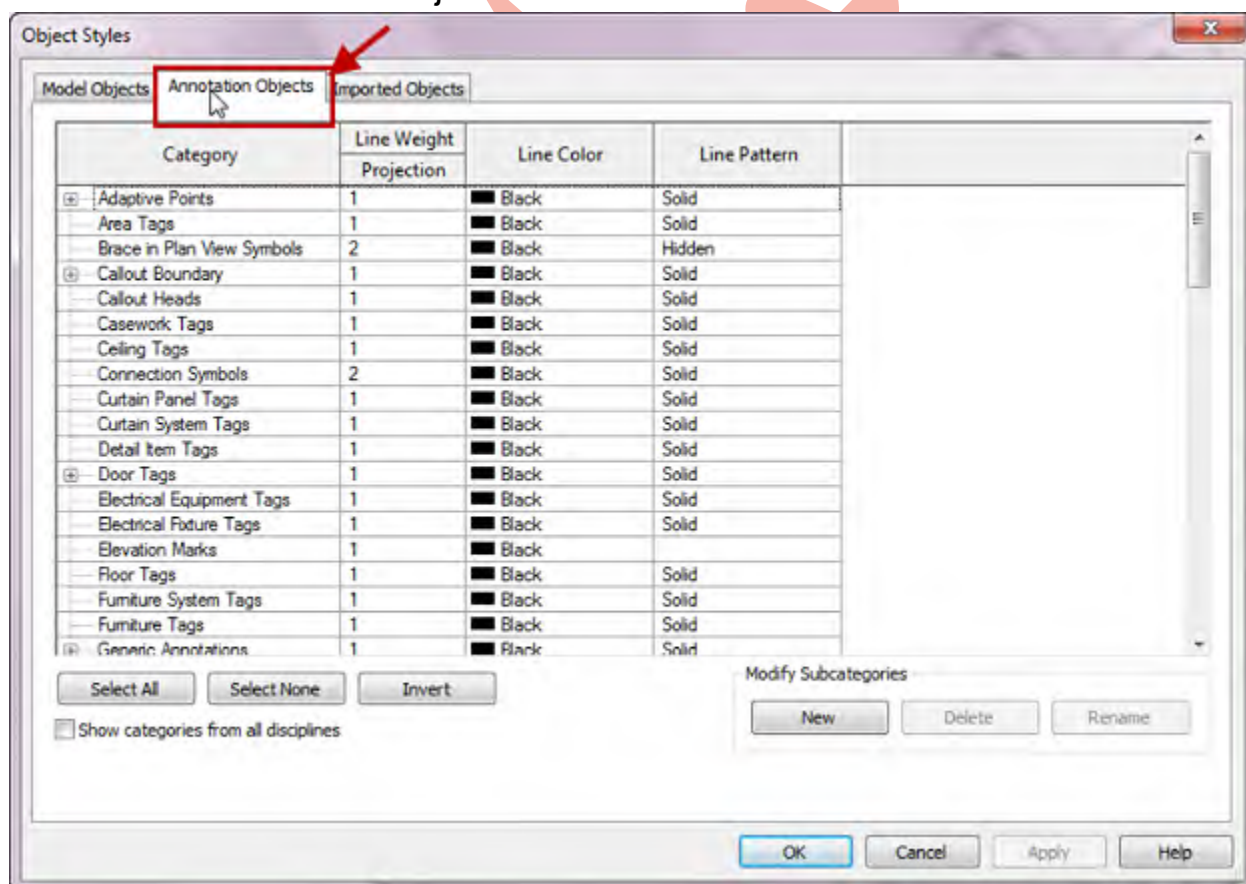 Object Styles
Model Objects Annotation Objects Imported Objects
Category Line Weight Line Color Line Pattern
Projection
Adaptive Points 1 Black Solid
Area Tags 1 Black Solid
Brace in Plan View Symbols 2 Black Hidden
Callout Boundary 1 Black Solid
Callout Heads 1 Black Solid
Casework Tags 1 Black Solid
Ceiling Tags 1 Black Solid
Connection Symbols 2 Black Solid
Curtain Panel Tags 1 Black Solid
Curtain System Tags 1 Black Solid
Detail Item Tags 1 Black Solid
Door Tags 1 Black Solid
Electrical Equipment Tags 1 Black Solid
Electrical Fixture Tags 1 Black Solid
Elevation Marks 1 Black
Floor Tags 1 Black Solid
Furniture System Tags 1 Black Solid
Furniture Tags 1 Black Solid
Generic Annotations 1 Black Solid
Select All Select None Invert
Modify Subcategories
New Delete Rename
Show categories from all disciplines
OK Cancel Apply Help